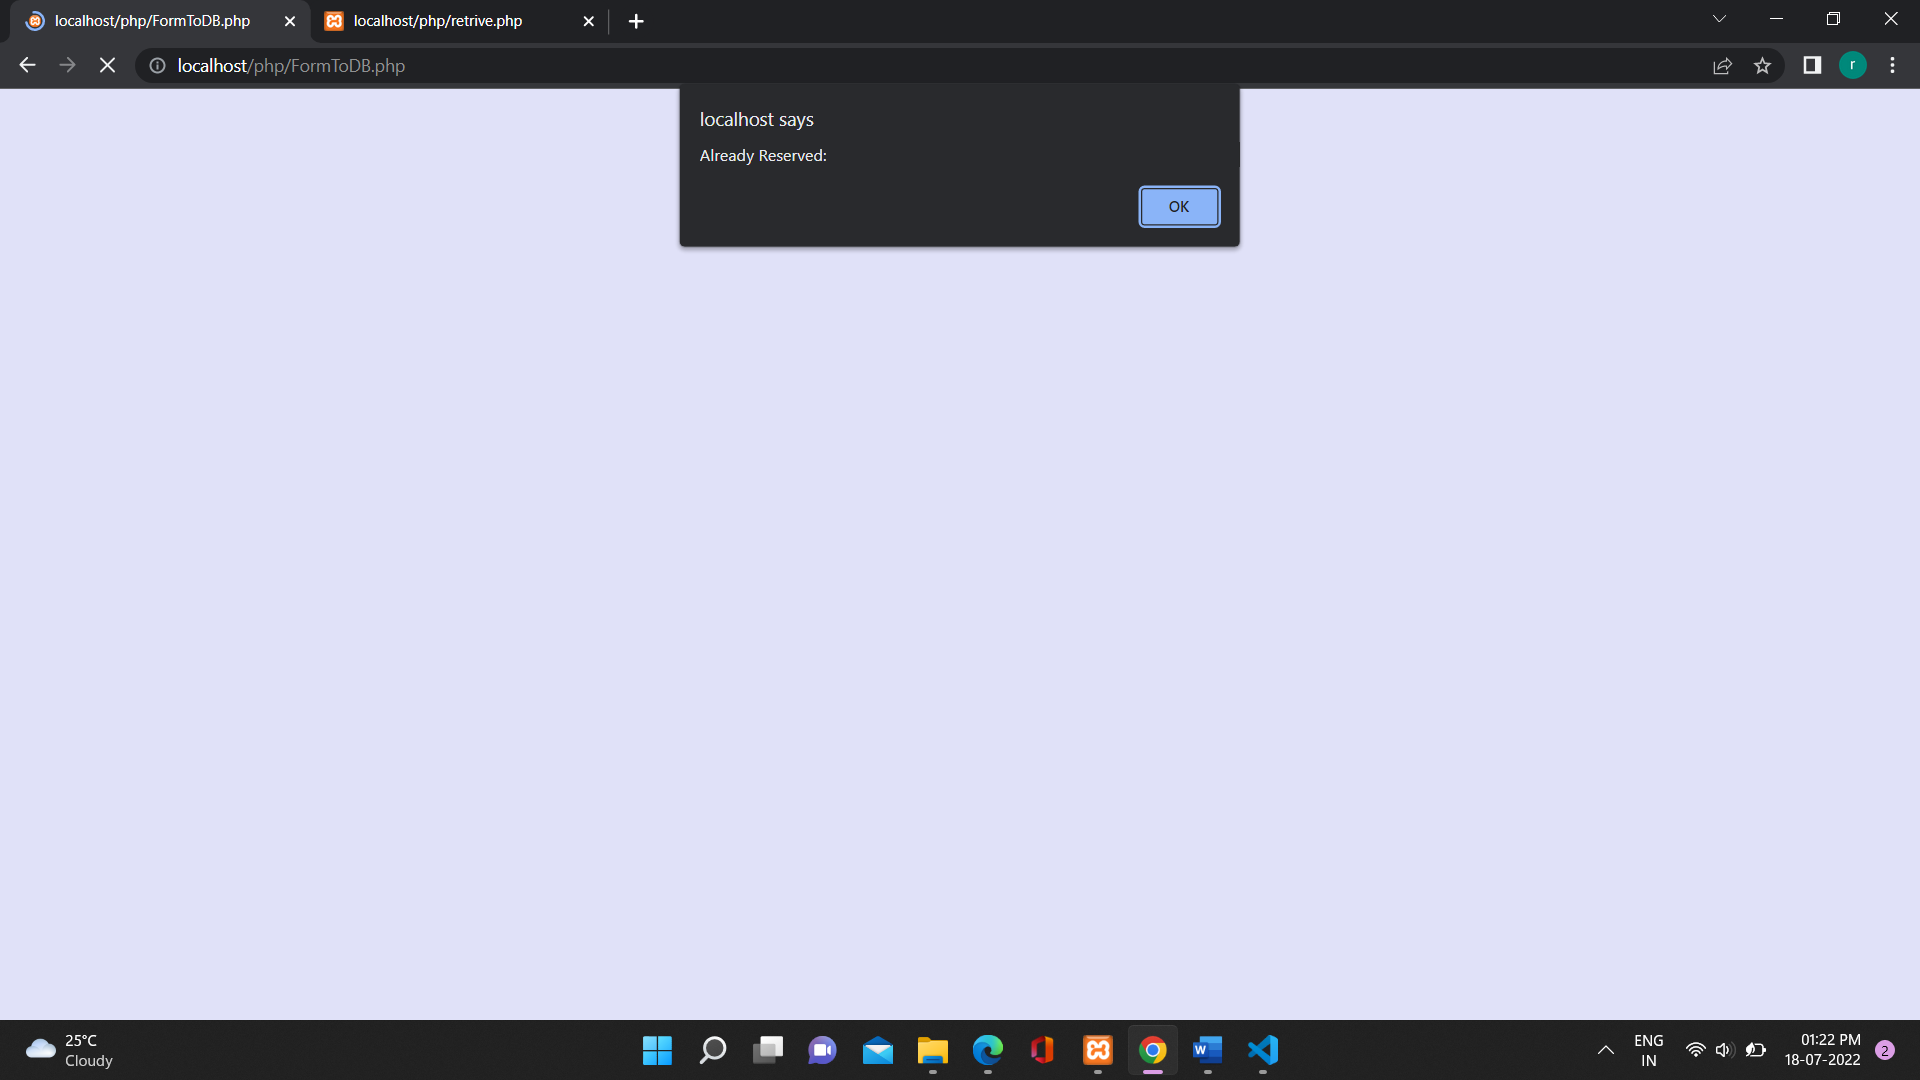 localhost/php/FormToDB.php
localhost/php/retrive.php
localhost/php/FormToDB.php
r
localhost says
Already Reserved:
OK
25°C
Cloudy
W
ENG
IN
01:22 PM
18-07-2022
2